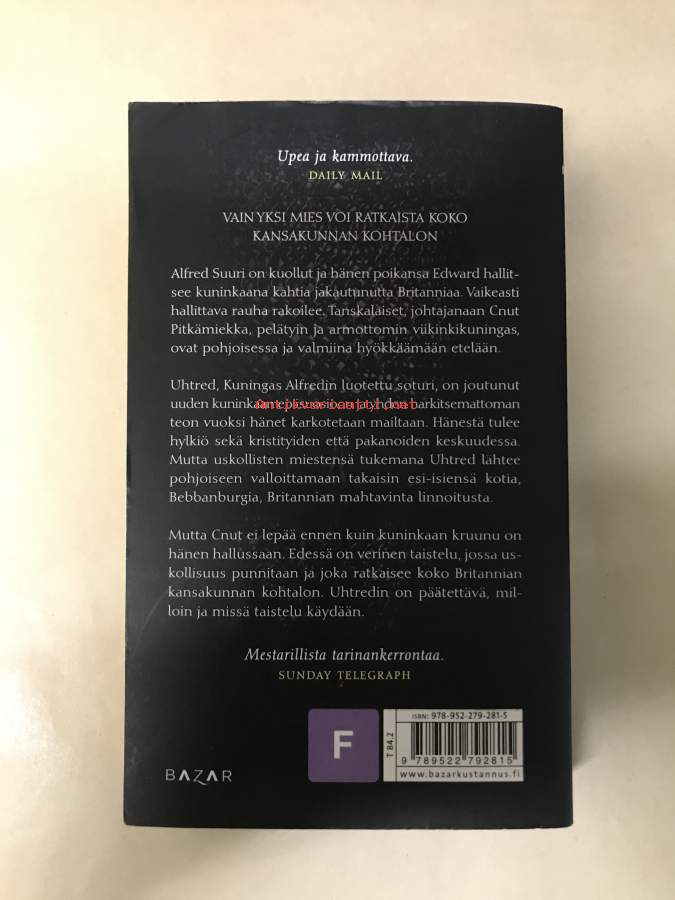 Upea ja kammottava.
DAILY MAIL
VAIN YKSI MIES VOI RATKAISTA KOKO
KANSAKUNNAN KOHTALON
Alfred Suuri on kuollut ja hänen poikansa Edward hallit-
see kuninkaana kahtia jakautunutta Britanniaa. Vaikeasti
hallittava rauha rakoilee. Tanskalaiset, johtajanaan Cnut
Pitkämiekka, pelätyin ja armottomin viikinkikuningas,
ovat pohjoisessa ja valmiina hyökkäämään etelään.
Uhtred, Kuningas Alfredin luotettu soturi, on joutunut
uuden kuninkaan epäsuosioon ja yhden harkitsemattoman
Antikvariaatti.net
teon vuoksi hänet karkotetaan mailtaan. Hänestä tulee
hylkiö sekä kristityiden että pakanoiden keskuudessa.
Mutta uskollisten miestensä tukemana Uhtred lähtee
pohjoiseen valloittamaan takaisin esi-isiensä kotia,
Bebbanburgia, Britannian mahtavinta linnoitusta.
Mutta Cnut ei lepää ennen kuin kuninkaan kruunu on
hänen hallussaan. Edessä on verinen taistelu, jossa us-
kollisuus punnitaan ja joka ratkaisee koko Britannian
kansakunnan kohtalon. Uhtredin on päätettävä, mil-
loin ja missä taistelu käydään.
Mestarillista tarinankerrontaa.
SUNDAY TELEGRAPH
BAZAR
F
T 84.2
ISBN: 978-952-279-281-5
9 789522 792815
www.bazarkustannus.fi